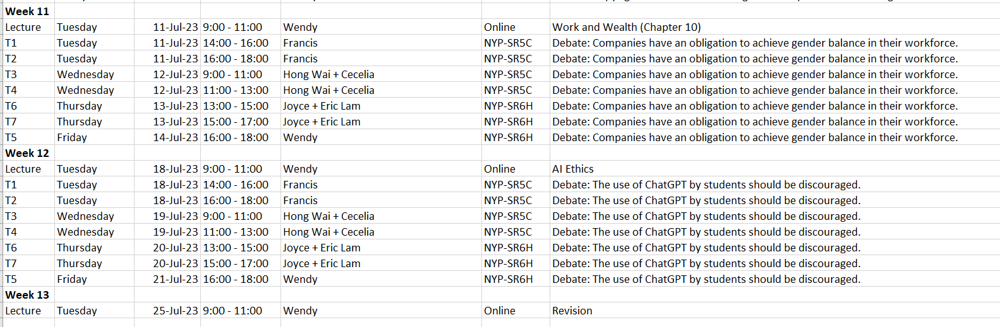 Week 11
Lecture Tuesday 11-Jul-23 9:00 - 11:00 Wendy Online Work and Wealth (Chapter 10)
T1 Tuesday 11-Jul-23 14:00 - 16:00 Francis NYP-SR5C Debate: Companies have an obligation to achieve gender balance in their workforce.
T2 Tuesday 11-Jul-23 16:00 - 18:00 Francis NYP-SR5C Debate: Companies have an obligation to achieve gender balance in their workforce.
T3 Wednesday 12-Jul-23 9:00 - 11:00 Hong Wai + Cecelia NYP-SR5C Debate: Companies have an obligation to achieve gender balance in their workforce.
T4 Wednesday 12-Jul-23 11:00 - 13:00 Hong Wai + Cecelia NYP-SR5C Debate: Companies have an obligation to achieve gender balance in their workforce.
T6 Thursday 13-Jul-23 13:00 - 15:00 Joyce + Eric Lam NYP-SR6H Debate: Companies have an obligation to achieve gender balance in their workforce.
T7 Thursday 13-Jul-23 15:00 - 17:00 Joyce + Eric Lam NYP-SR6H Debate: Companies have an obligation to achieve gender balance in their workforce.
T5 Friday 14-Jul-23 16:00 - 18:00 Wendy NYP-SR6H Debate: Companies have an obligation to achieve gender balance in their workforce.
Week 12
Lecture Tuesday 18-Jul-23 9:00 - 11:00 Wendy Online AI Ethics
T1 Tuesday 18-Jul-23 14:00 - 16:00 Francis NYP-SR5C Debate: The use of ChatGPT by students should be discouraged.
T2 Tuesday 18-Jul-23 16:00 - 18:00 Francis NYP-SR5C Debate: The use of ChatGPT by students should be discouraged.
T3 Wednesday 19-Jul-23 9:00 - 11:00 Hong Wai + Cecelia NYP-SR5C Debate: The use of ChatGPT by students should be discouraged.
T4 Wednesday 19-Jul-23 11:00 - 13:00 Hong Wai + Cecelia NYP-SR5C Debate: The use of ChatGPT by students should be discouraged.
T6 Thursday 20-Jul-23 13:00 - 15:00 Joyce + Eric Lam NYP-SR6H Debate: The use of ChatGPT by students should be discouraged.
T7 Thursday 20-Jul-23 15:00 - 17:00 Joyce + Eric Lam NYP-SR6H Debate: The use of ChatGPT by students should be discouraged.
T5 Friday 21-Jul-23 16:00 - 18:00 Wendy NYP-SR6H Debate: The use of ChatGPT by students should be discouraged.
Week 13
Lecture Tuesday 25-Jul-23 9:00 - 11:00 Wendy Online Revision